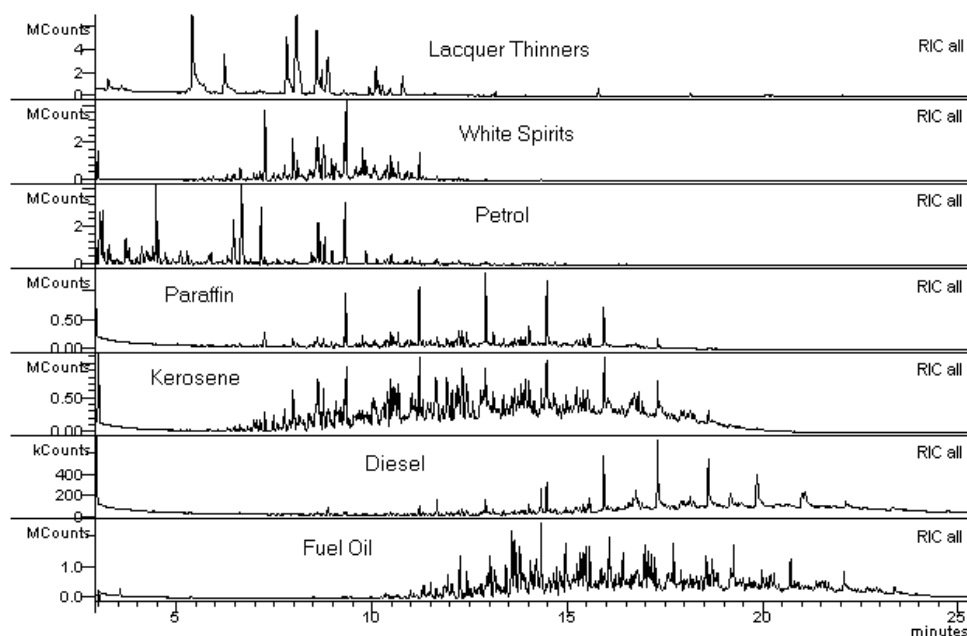 MCounts
Lacquer Thinners
RIC all
4
2
0
MCounts
White Spirits
RIC all
2
0
MCounts
Petrol
RIC all
2
0
MCounts
Paraffin
RIC all
0.50
0.00
MCounts
Kerosene
RIC all
0.50
0.00
kCounts
Diesel
RIC all
400
200
0
MCounts
Fuel Oil
RIC all
1.0
0.0
5 10 15 20 25
minutes